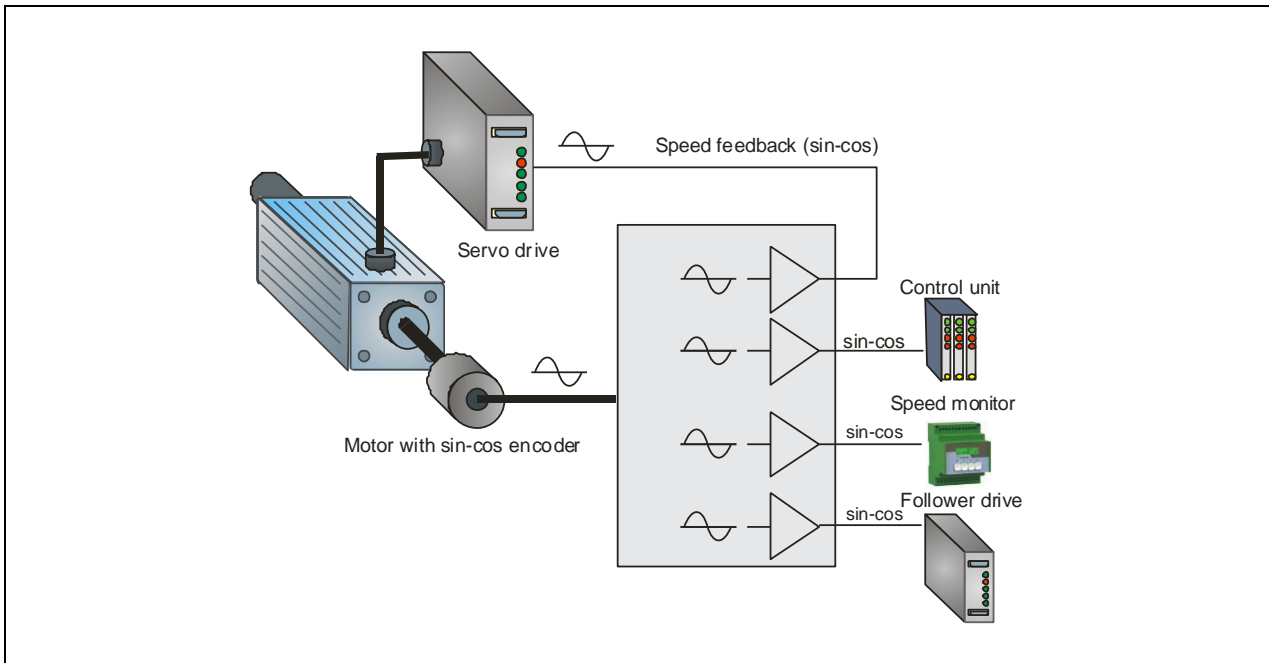 Speed feedback (sin-cos)
Servo drive
Control unit
sin-cos
Speed monitor
Motor with sin-cos encoder
sin-cos
Follower drive
sin-cos